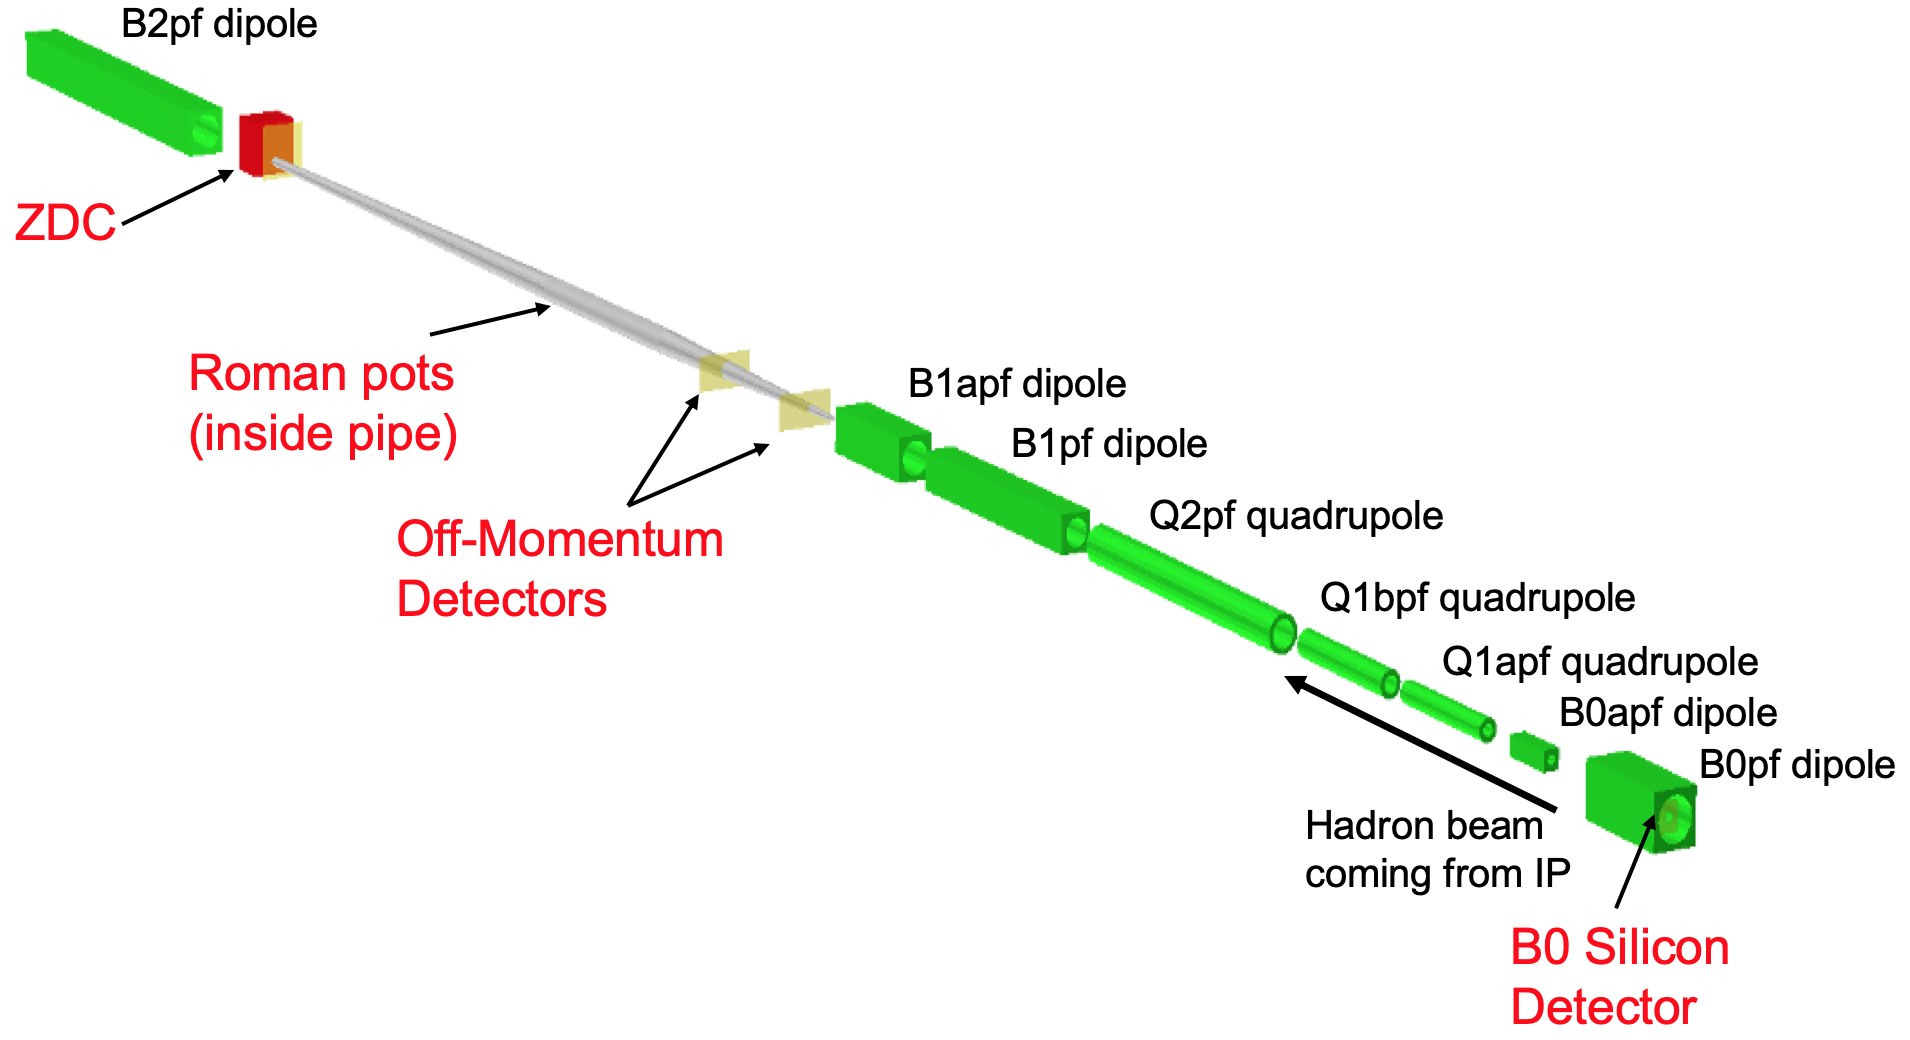 B2pf dipole
ZDC
Roman pots
(inside pipe)
Off-Momentum
Detectors
B1apf dipole
B1pf dipole
Q2pf quadrupole
Q1bpf quadrupole
Q1apf quadrupole
B0apf dipole
B0pf dipole
Hadron beam
coming from IP
B0 Silicon
Detector